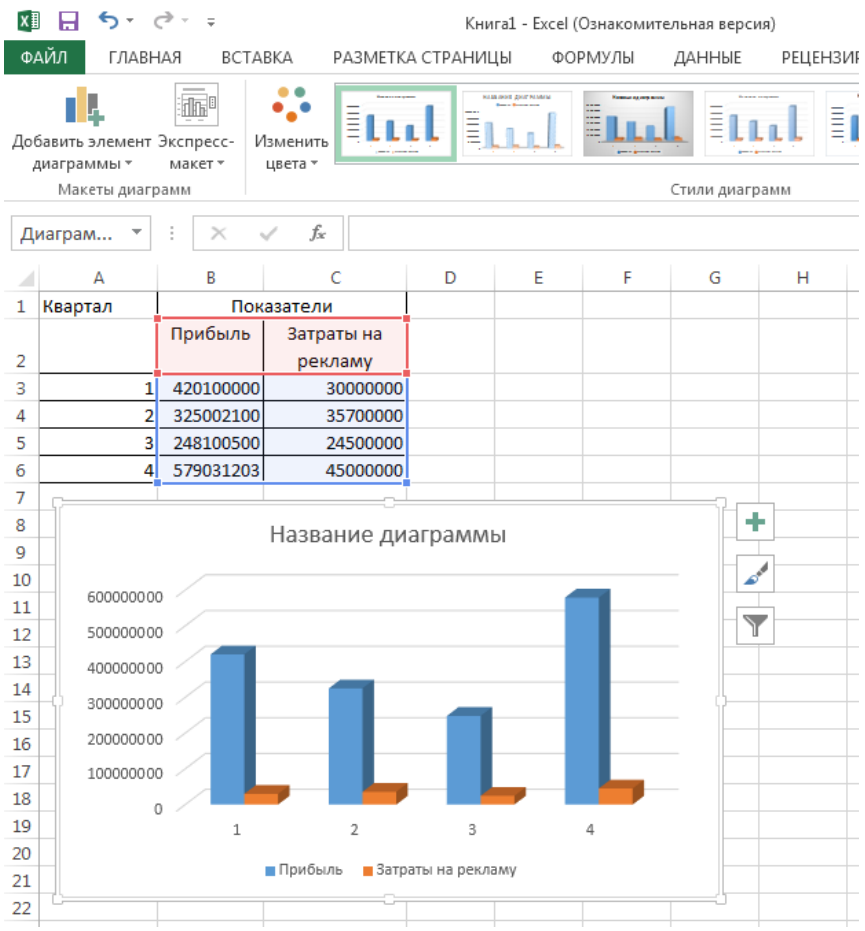 Книга1 - Excel (Ознакомительная версия)
ФАЙЛ ГЛАВНАЯ ВСТАВКА РАЗМЕТКА СТРАНИЦЫ ФОРМУЛЫ ДАННЫЕ РЕЦЕНЗИР
Добавить элемент диаграммы
Экспресс-макет
Изменить цвета
Макеты диаграмм
Стили диаграмм
Диаграм...
fx
A B C D E F G H
1 Квартал Показатели
2 Прибыль Затраты на рекламу
3 1 420100000 30000000
4 2 325002100 35700000
5 3 248100500 24500000
6 4 579031203 45000000
7
8
9
10
11
12
13
14
15
16
17
18
19
20
21
22
Название диаграммы
600000000
500000000
400000000
300000000
200000000
100000000
0
1 2 3 4
Прибыль Затраты на рекламу